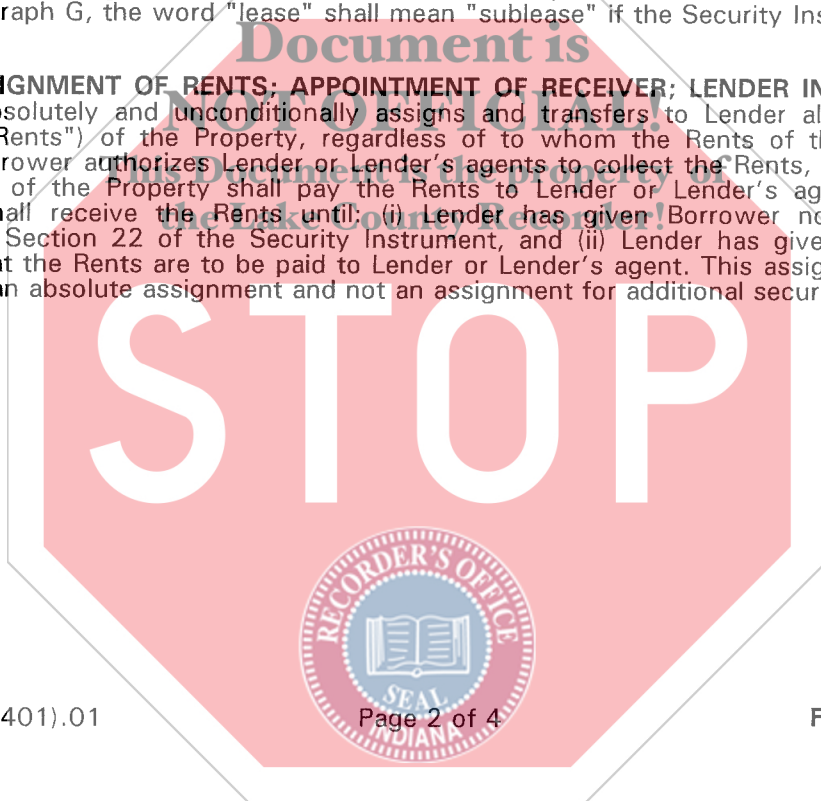 raph G, the word "lease" shall mean "sublease" if the Security Ins
Document is
IGNMENT OF RENTS; APPOINTMENT OF RECEIVER; LENDER IN
solutely and unconditionally assigns and transfers to Lender al
NOT OFFICIAL!
Rents") of the Property, regardless of to whom the Rents of th
rower authorizes Lender or Lender's agents to collect the Rents,
This Document is the property of
of the Property shall pay the Rents to Lender or Lender's ag
all receive the Rents until: (i) Lender has given Borrower no
the Lake County Recorder!
Section 22 of the Security Instrument, and (ii) Lender has give
t the Rents are to be paid to Lender or Lender's agent. This assig
n absolute assignment and not an assignment for additional secur
STOP
RECORDER'S OFFICE
SEAL
INDIANA
401).01 Page 2 of 4 F